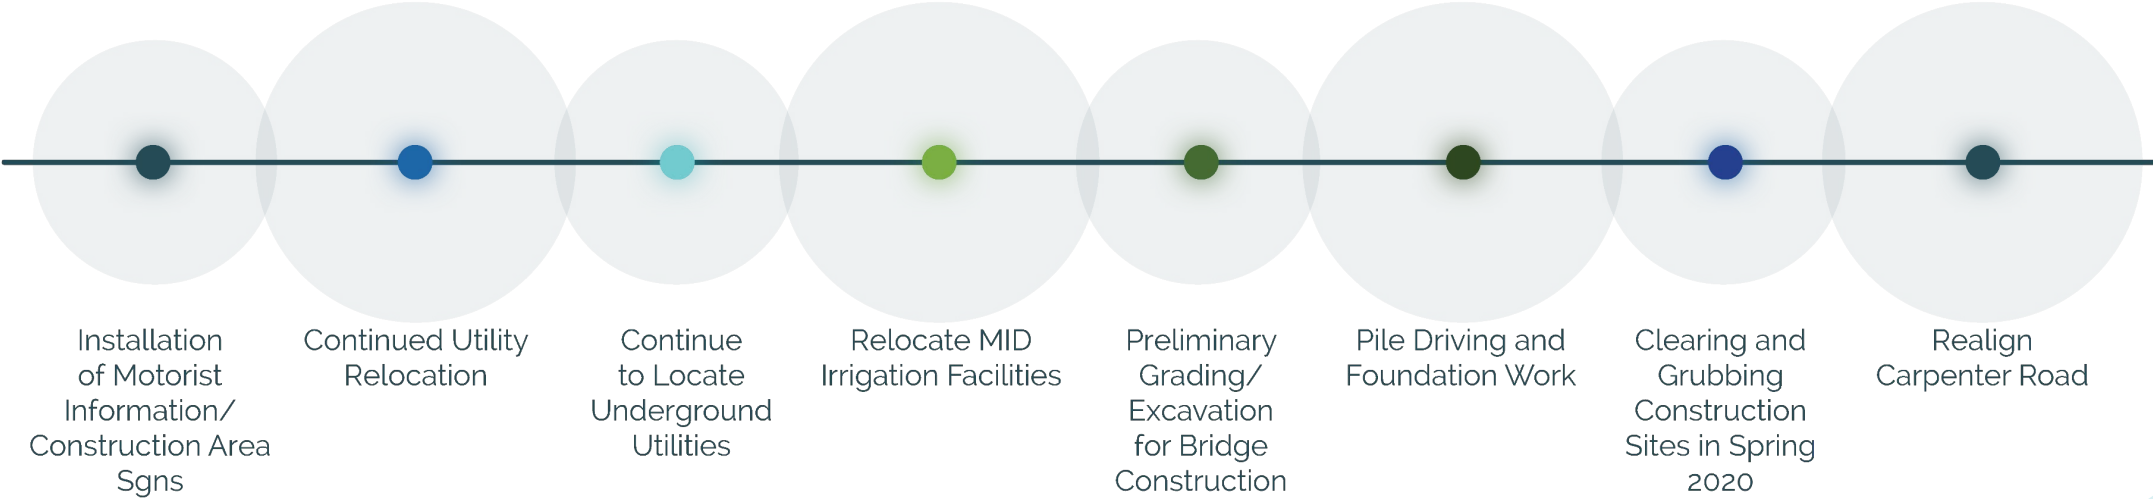 Installation
of Motorist
Information/
Construction Area
Sgns
Continued Utility
Relocation
Continue
to Locate
Underground
Utilities
Relocate MID
Irrigation Facilities
Preliminary
Grading/
Excavation
for Bridge
Construction
Pile Driving and
Foundation Work
Clearing and
Grubbing
Construction
Sites in Spring
2020
Realign
Carpenter Road